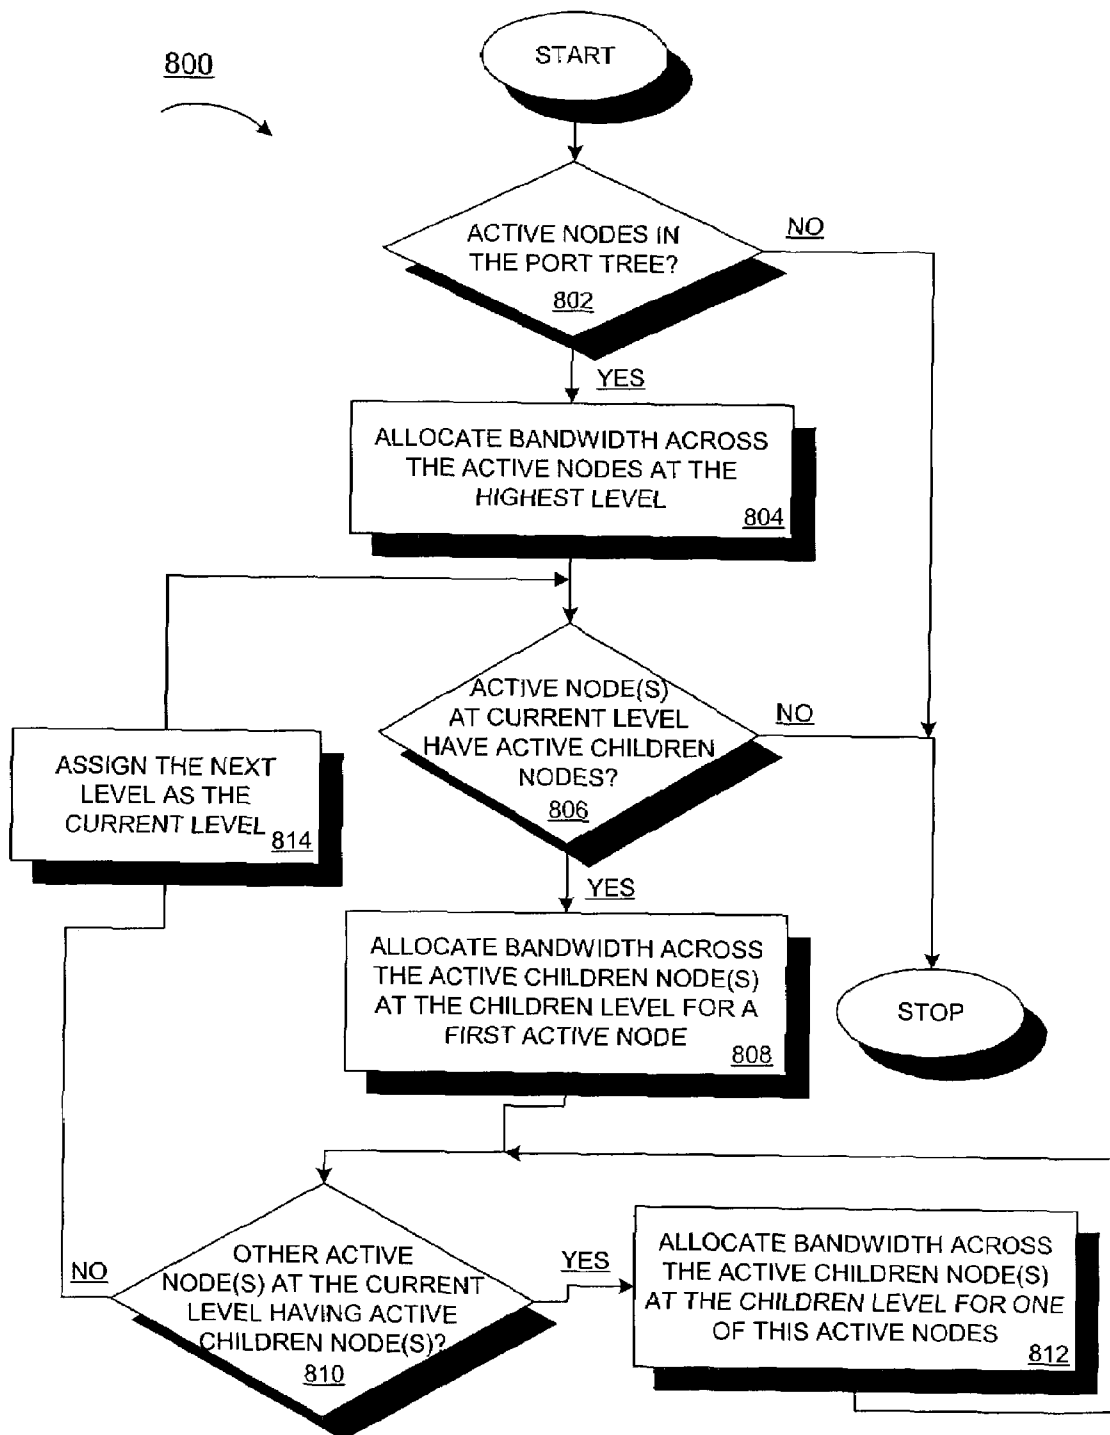 800
START
ACTIVE NODES IN
THE PORT TREE?
802
NO
YES
ALLOCATE BANDWIDTH ACROSS
THE ACTIVE NODES AT THE
HIGHEST LEVEL
804
ACTIVE NODE(S)
AT CURRENT LEVEL
HAVE ACTIVE CHILDREN
NODES?
806
NO
YES
ASSIGN THE NEXT
LEVEL AS THE
CURRENT LEVEL
814
ALLOCATE BANDWIDTH ACROSS
THE ACTIVE CHILDREN NODE(S)
AT THE CHILDREN LEVEL FOR A
FIRST ACTIVE NODE
808
STOP
OTHER ACTIVE
NODE(S) AT THE CURRENT
LEVEL HAVING ACTIVE
CHILDREN NODE(S)?
810
NO
YES
ALLOCATE BANDWIDTH ACROSS
THE ACTIVE CHILDREN NODE(S)
AT THE CHILDREN LEVEL FOR ONE
OF THIS ACTIVE NODES
812